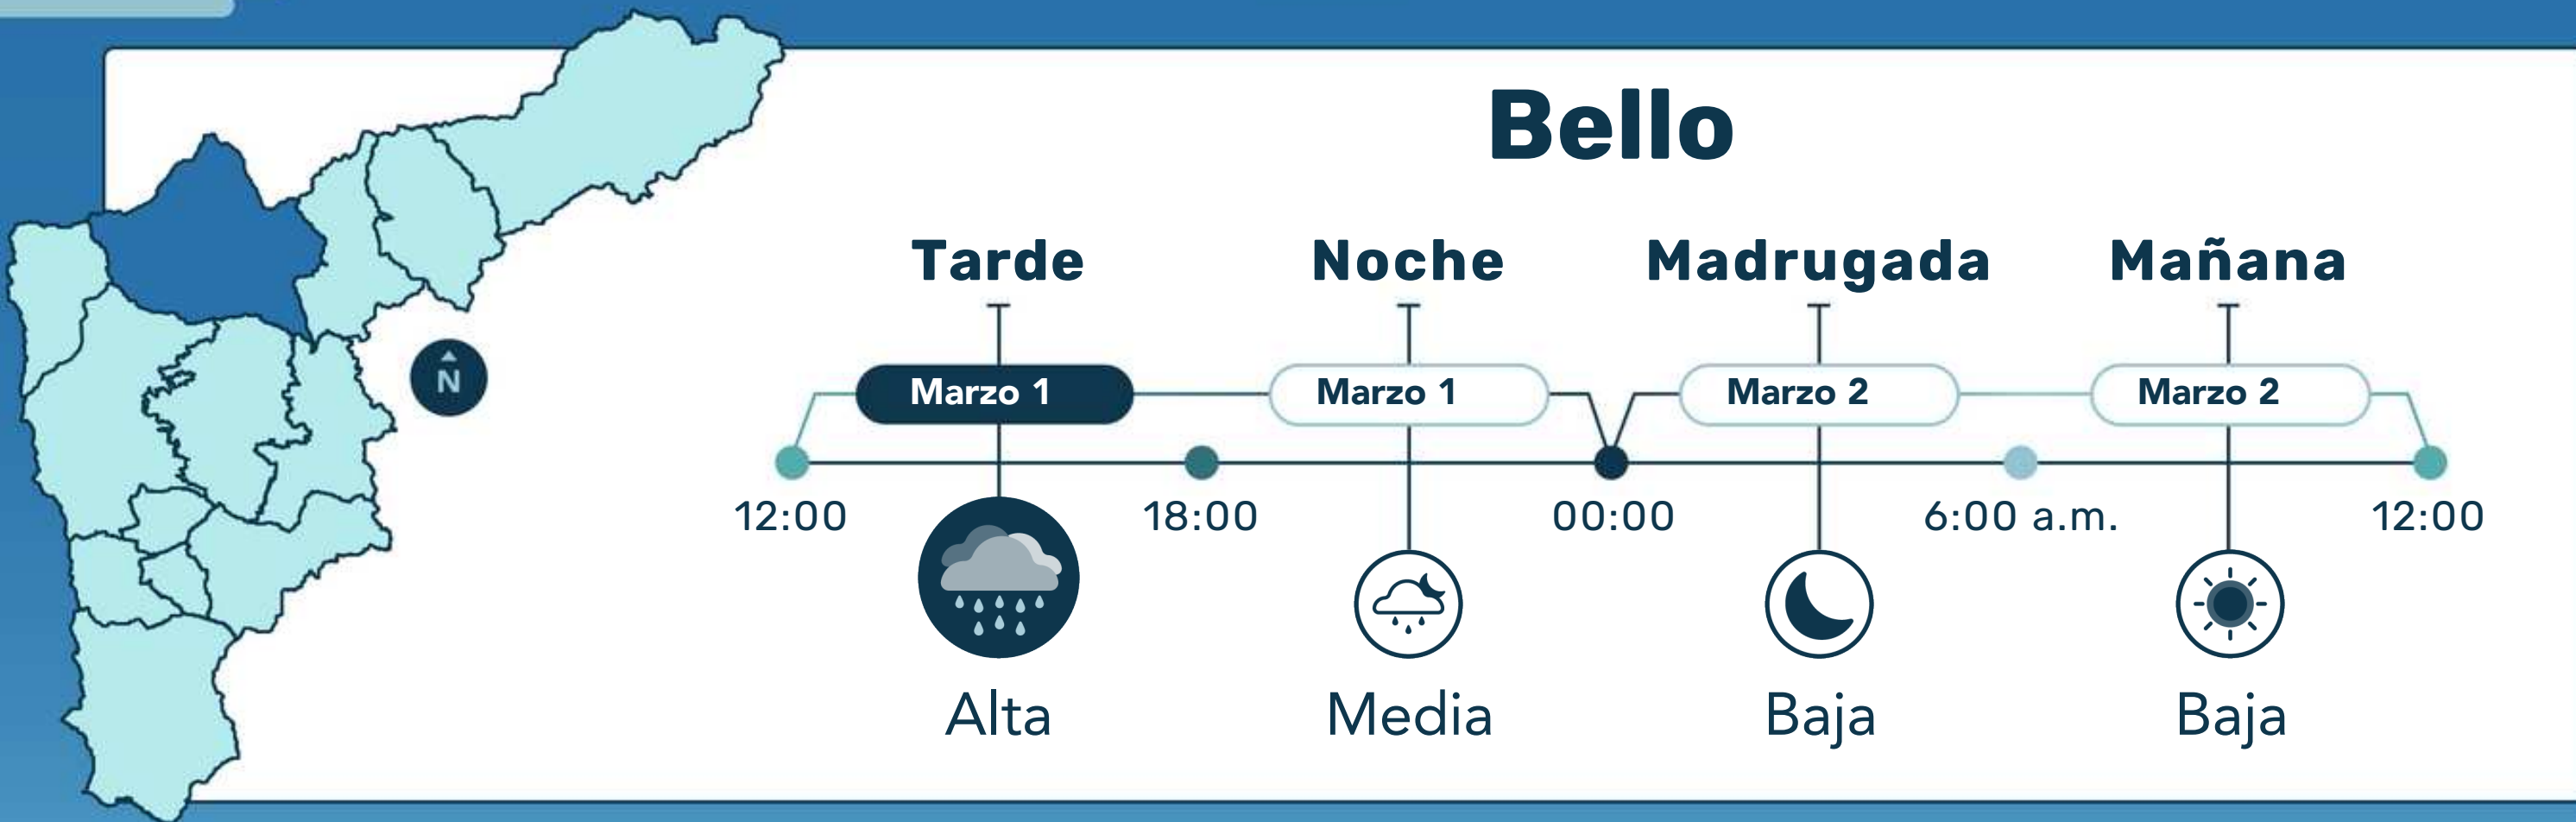 Bello
Tarde Noche Madrugada Mañana
Marzo 1 Marzo 1 Marzo 2 Marzo 2
N
12:00 18:00 00:00 6:00 a.m. 12:00
Alta Media Baja Baja